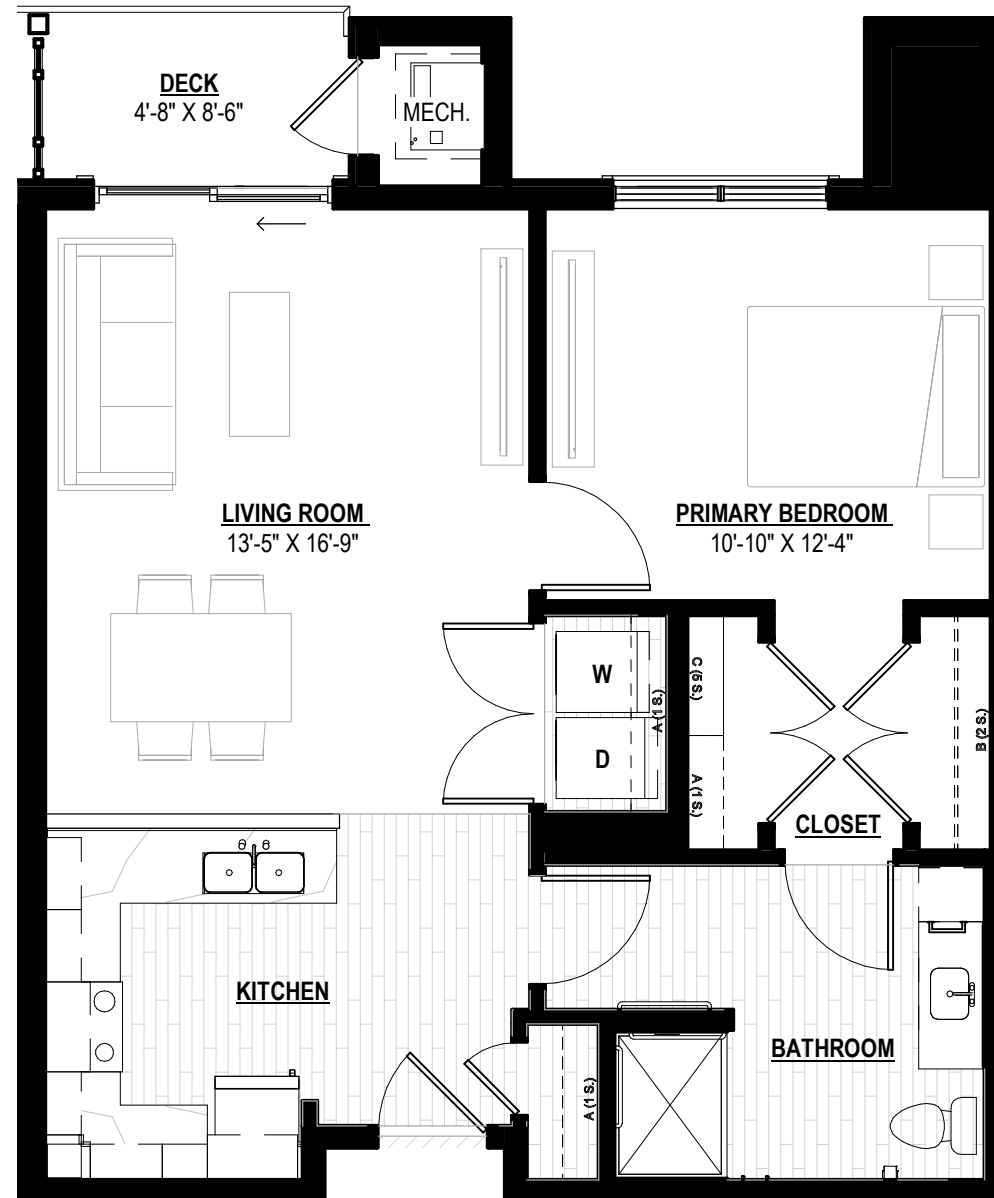 DECK
4'-8" X 8'-6"
MECH.
LIVING ROOM
13'-5" X 16'-9"
PRIMARY BEDROOM
10'-10" X 12'-4"
W
D
A (1 S.)
C (5 S.)
A (1 S.)
B (2 S.)
CLOSET
KITCHEN
BATHROOM
A (1 S.)